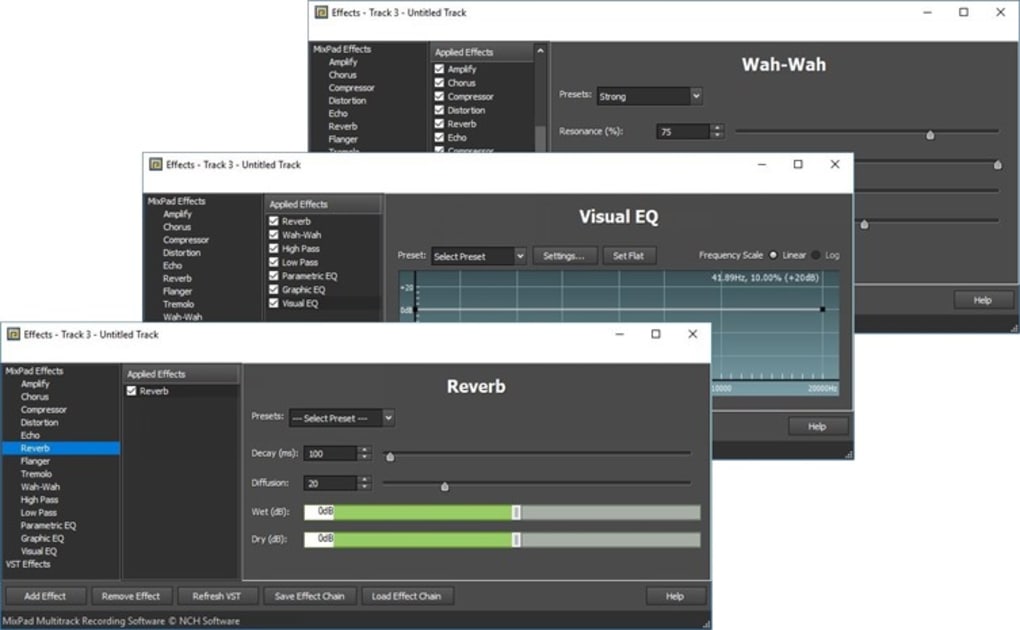 Effects - Track 3 - Untitled Track
MixPad Effects
Amplify
Chorus
Compressor
Distortion
Echo
Reverb
Flanger
Tremolo
Applied Effects
Amplify
Chorus
Compressor
Distortion
Reverb
Echo
Compressor
Wah-Wah
Presets: Strong
Resonance (%): 75
Help
Effects - Track 3 - Untitled Track
MixPad Effects
Amplify
Chorus
Compressor
Distortion
Echo
Reverb
Flanger
Tremolo
Wah-Wah
Applied Effects
Reverb
Wah-Wah
High Pass
Low Pass
Parametric EQ
Graphic EQ
Visual EQ
Visual EQ
Preset: Select Preset Settings... Set Flat Frequency Scale Linear Log
41.89Hz, 10.00% (+20dB)
+20
0dB
10000 20000Hz
Help
Effects - Track 3 - Untitled Track
MixPad Effects
Amplify
Chorus
Compressor
Distortion
Echo
Reverb
Flanger
Tremolo
Wah-Wah
High Pass
Low Pass
Parametric EQ
Graphic EQ
Visual EQ
VST Effects
Applied Effects
Reverb
Reverb
Presets: --- Select Preset ---
Decay (ms): 100
Diffusion: 20
Wet (dB): 0dB
Dry (dB): 0dB
Add Effect Remove Effect Refresh VST Save Effect Chain Load Effect Chain Help
MixPad Multitrack Recording Software © NCH Software